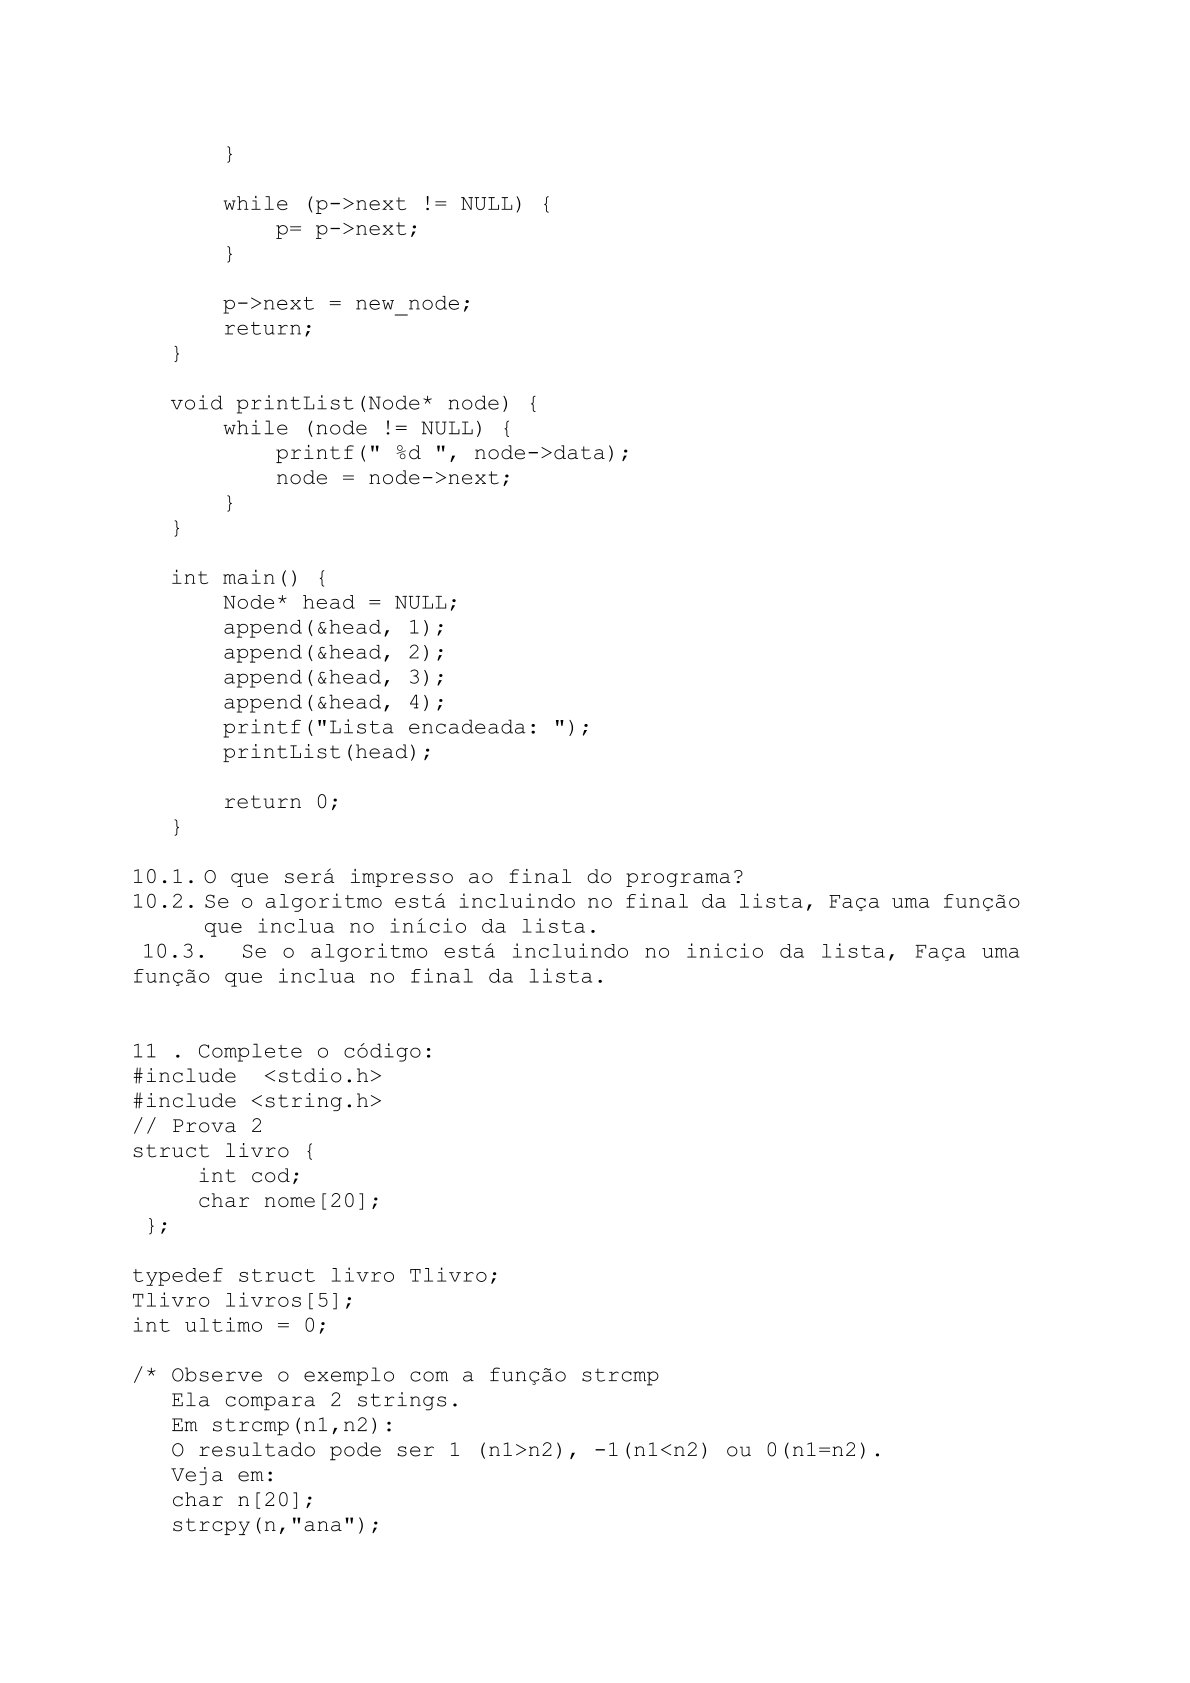 }
while (p->next != NULL) {
p= p->next;
}
p->next = new_node;
return;
}
void printList(Node* node) {
while (node != NULL) {
printf(" %d ", node->data);
node = node->next;
}
}
int main() {
Node* head = NULL;
append(&head, 1);
append(&head, 2);
append(&head, 3);
append(&head, 4);
printf("Lista encadeada: ");
printList(head);
return 0;
}
10.1. O que será impresso ao final do programa?
10.2. Se o algoritmo está incluindo no final da lista, Faça uma função
que inclua no início da lista.
10.3. Se o algoritmo está incluindo no inicio da lista, Faça uma
função que inclua no final da lista.
11 . Complete o código:
#include <stdio.h>
#include <string.h>
// Prova 2
struct livro {
int cod;
char nome[20];
};
typedef struct livro Tlivro;
Tlivro livros[5];
int ultimo = 0;
/* Observe o exemplo com a função strcmp
Ela compara 2 strings.
Em strcmp(n1,n2):
O resultado pode ser 1 (n1>n2), -1(n1<n2) ou 0(n1=n2).
Veja em:
char n[20];
strcpy(n,"ana");